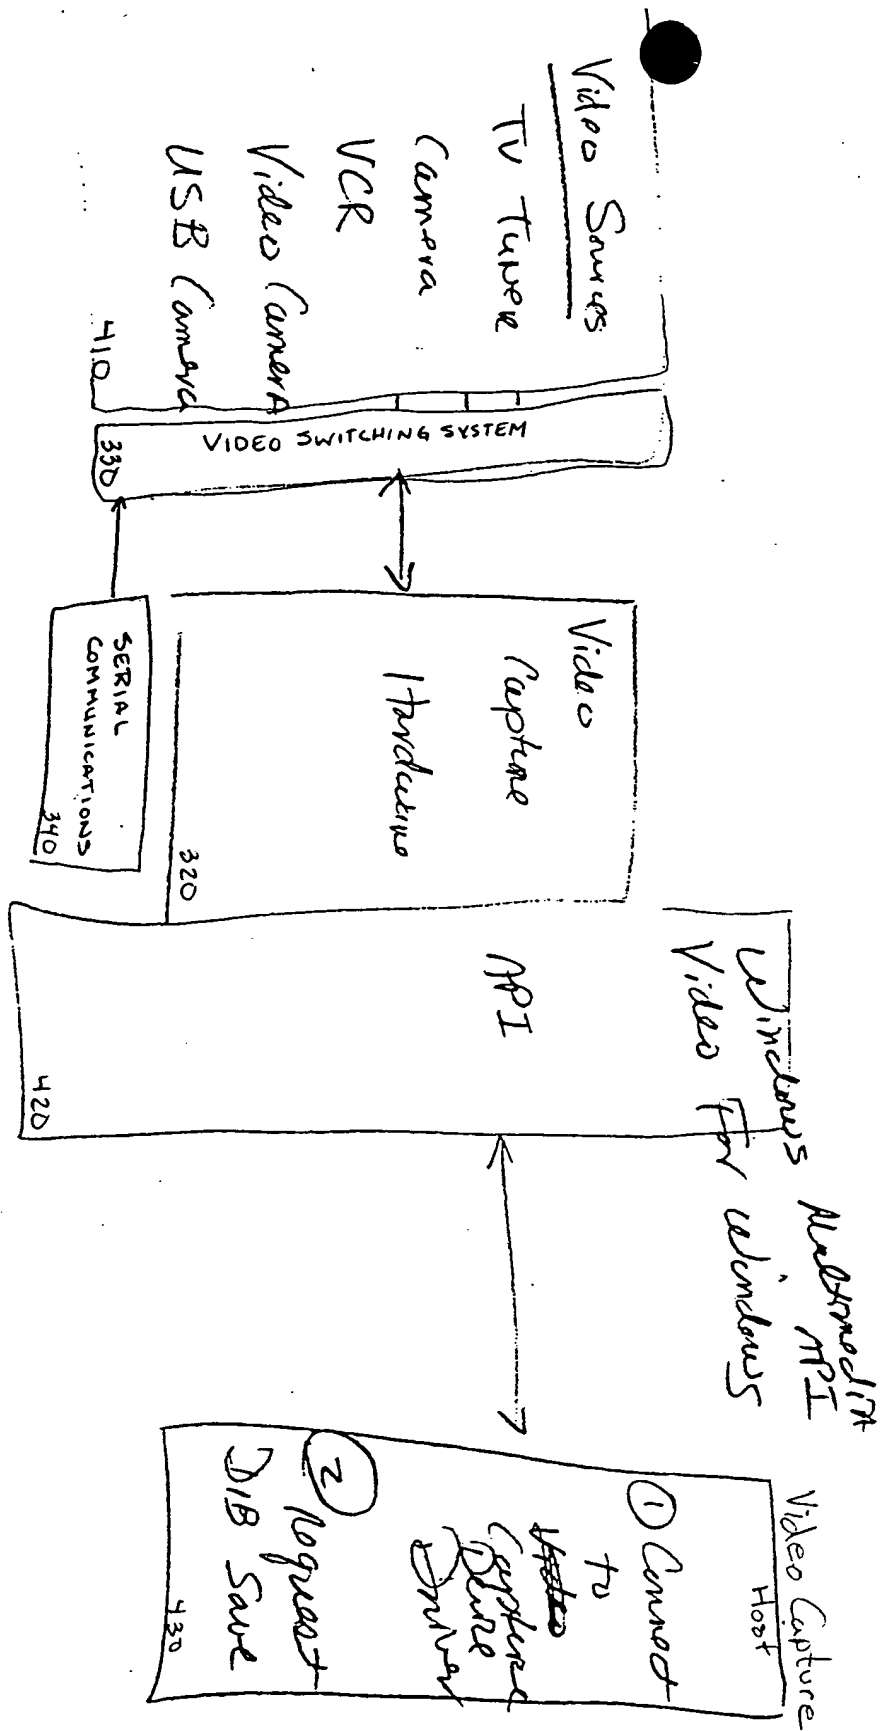 Video Sources
TV Tuner
Camera
VCR
Video Camera
USB Camera
410
VIDEO SWITCHING SYSTEM
330
Video
Capture
Hardware
320
SERIAL
COMMUNICATIONS
340
Windows Multimedia
API
Video For Windows
API
420
Video Capture
Host
① Connect
to
Video
Capture
Driver
② Request
DIB Save
430